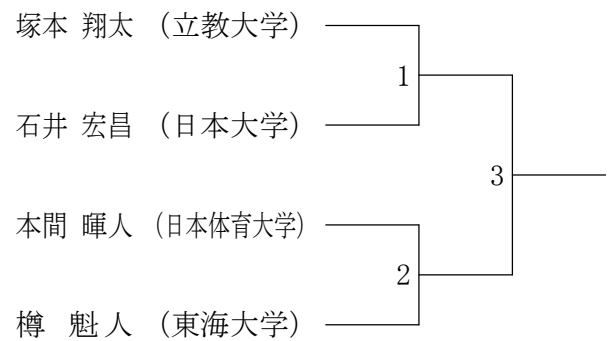 塚本 翔太 （立教大学）
1
石井 宏昌 （日本大学）
3
本間 暉人 （日本体育大学）
2
樽 魁人 （東海大学）